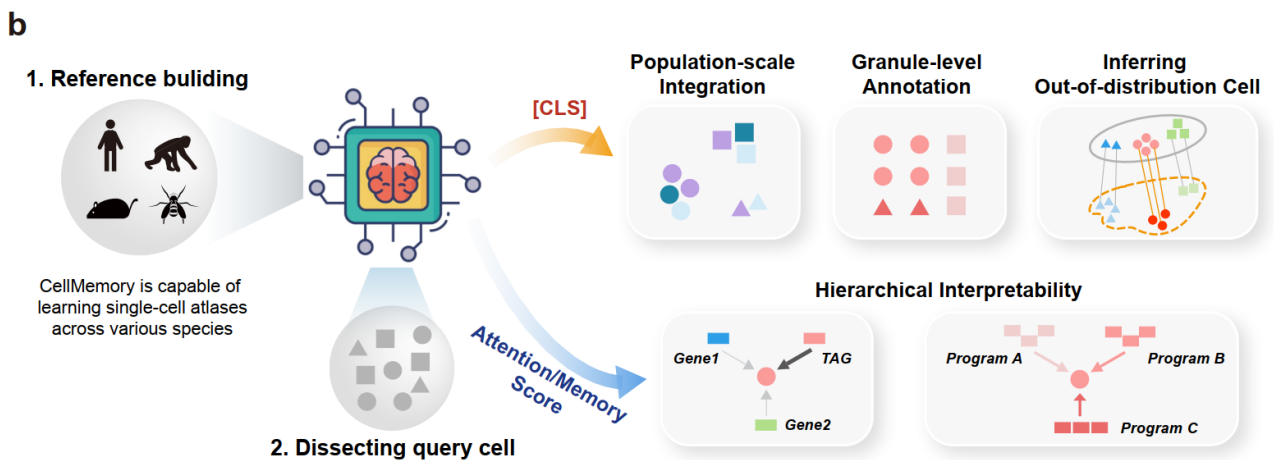 b
1. Reference buliding
CellMemory is capable of
learning single-cell atlases
across various species
2. Dissecting query cell
[CLS]
Attention/Memory
Score
Population-scale
Integration
Granule-level
Annotation
Inferring
Out-of-distribution Cell
Hierarchical Interpretability
Gene1
TAG
Gene2
Program A
Program B
Program C